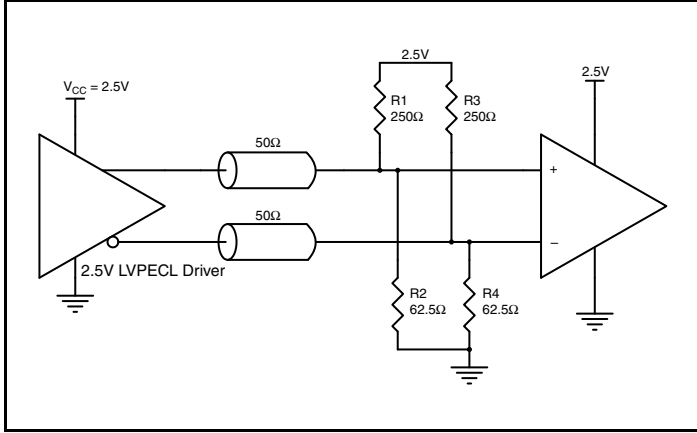 2.5V
V_CC = 2.5V
2.5V
R1
250Ω
R3
250Ω
50Ω
+
50Ω
–
2.5V LVPECL Driver
R2
62.5Ω
R4
62.5Ω